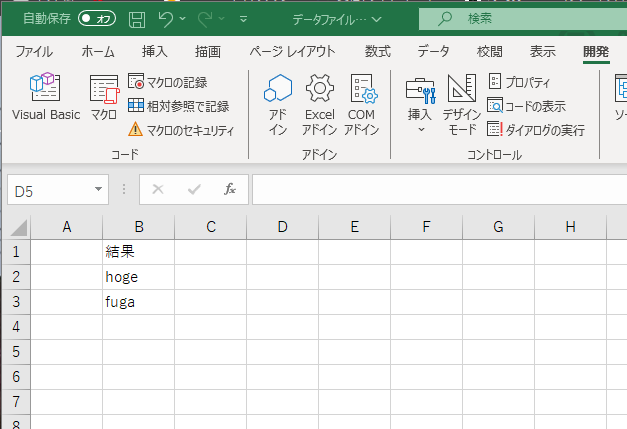 自動保存 オフ データファイル… 検索
ファイル ホーム 挿入 描画 ページ レイアウト 数式 データ 校閲 表示 開発
Visual Basic マクロ マクロの記録 相対参照で記録 マクロのセキュリティ
コード
アド イン Excel アドイン COM アドイン
アドイン
挿入 デザイン モード プロパティ コードの表示 ダイアログの実行
コントロール
ソー
D5 fx
A B C D E F G H
1 結果
2 hoge
3 fuga
4
5
6
7
8